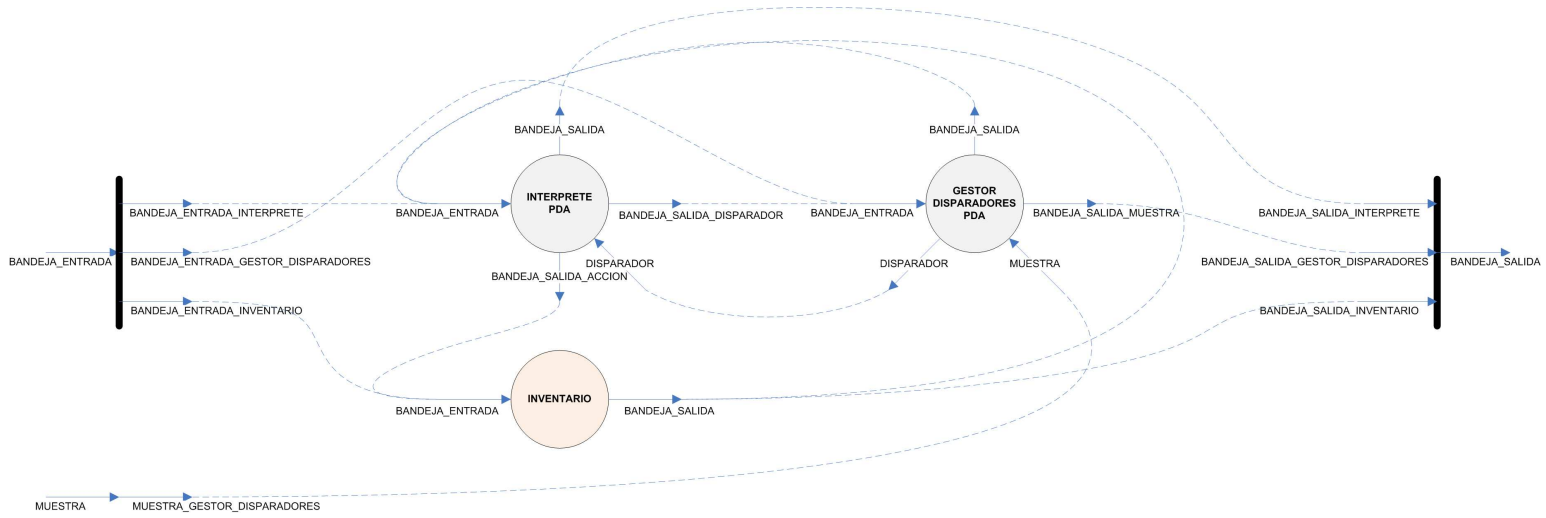 BANDEJA_SALIDA
BANDEJA_SALIDA
INTERPRETE
PDA
GESTOR
DISPARADORES
PDA
BANDEJA_ENTRADA_INTERPRETE
BANDEJA_ENTRADA
BANDEJA_SALIDA_DISPARADOR
BANDEJA_ENTRADA
BANDEJA_SALIDA_MUESTRA
BANDEJA_SALIDA_INTERPRETE
BANDEJA_ENTRADA
BANDEJA_ENTRADA_GESTOR_DISPARADORES
DISPARADOR
BANDEJA_SALIDA_ACCION
DISPARADOR
MUESTRA
BANDEJA_SALIDA_GESTOR_DISPARADORES
BANDEJA_SALIDA
BANDEJA_ENTRADA_INVENTARIO
BANDEJA_SALIDA_INVENTARIO
INVENTARIO
BANDEJA_ENTRADA
BANDEJA_SALIDA
MUESTRA
MUESTRA_GESTOR_DISPARADORES